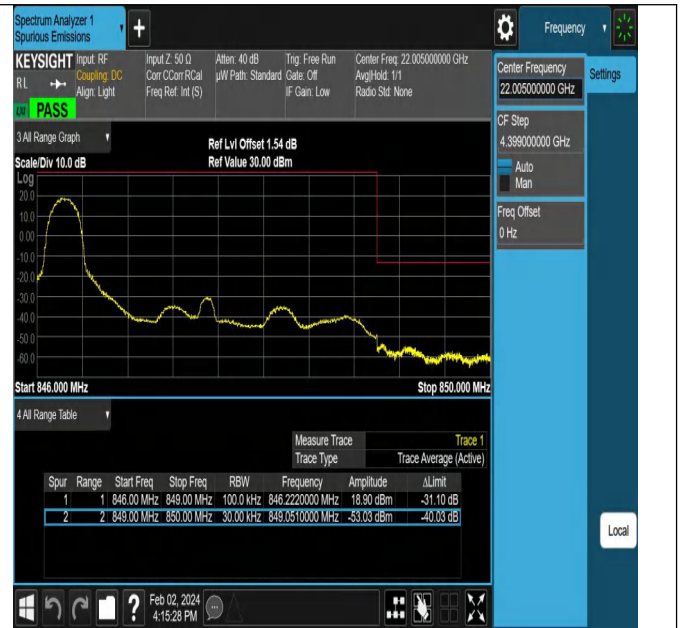 Spectrum Analyzer 1
Spurious Emissions
Frequency
KEYSIGHT
Input: RF
Coupling: DC
Align: Light
Input Z: 50 Ω
Corr CCorr RCal
Freq Ref: Int (S)
Atten: 40 dB
µW Path: Standard
Trig: Free Run
Gate: Off
IF Gain: Low
Center Freq: 22.005000000 GHz
Avg|Hold: 1/1
Radio Std: None
RL
PASS
3 All Range Graph
Scale/Div 10.0 dB
Ref Lvl Offset 1.54 dB
Ref Value 30.00 dBm
Log
20.0
10.0
0.00
-10.0
-20.0
-30.0
-40.0
-50.0
-60.0
Start 846.000 MHz
Stop 850.000 MHz
4 All Range Table
Measure Trace Trace 1
Trace Type Trace Average (Active)
Spur Range Start Freq Stop Freq RBW Frequency Amplitude ΔLimit
1 1 846.00 MHz 849.00 MHz 100.0 kHz 846.2220000 MHz 18.90 dBm -31.10 dB
2 2 849.00 MHz 850.00 MHz 30.00 kHz 849.0510000 MHz -53.03 dBm -40.03 dB
Feb 02, 2024
4:15:28 PM
Center Frequency
22.005000000 GHz
Settings
CF Step
4.399000000 GHz
Auto
Man
Freq Offset
0 Hz
Local